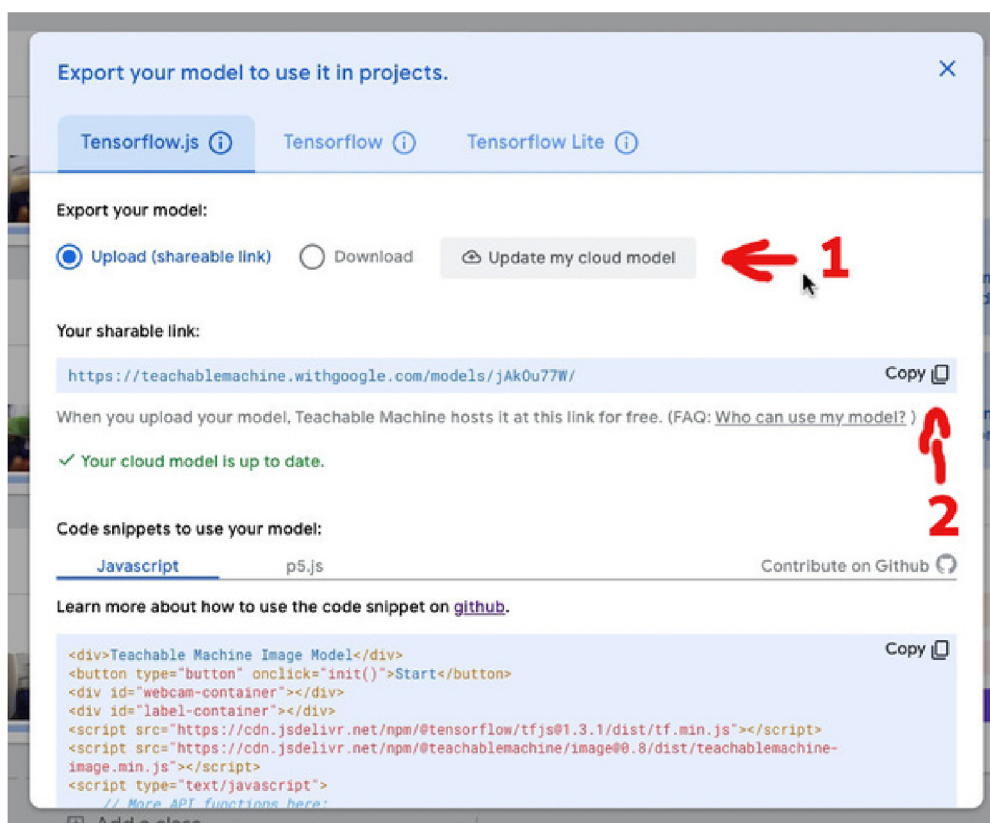 Export your model to use it in projects.
Tensorflow.js
Tensorflow
Tensorflow Lite
Export your model:
Upload (shareable link)
Download
Update my cloud model
1
Your sharable link:
https://teachablemachine.withgoogle.com/models/jAkOu77W/
Copy
When you upload your model, Teachable Machine hosts it at this link for free. (FAQ: Who can use my model? )
✓ Your cloud model is up to date.
2
Code snippets to use your model:
Javascript
p5.js
Contribute on Github
Learn more about how to use the code snippet on github.
Copy
<div>Teachable Machine Image Model</div>
<button type="button" onclick="init()">Start</button>
<div id="webcam-container"></div>
<div id="label-container"></div>
<script src="https://cdn.jsdelivr.net/npm/@tensorflow/tfjs@1.3.1/dist/tf.min.js"></script>
<script src="https://cdn.jsdelivr.net/npm/@teachablemachine/image@0.8/dist/teachablemachine-
image.min.js"></script>
<script type="text/javascript">
// More API functions here:
Add a class